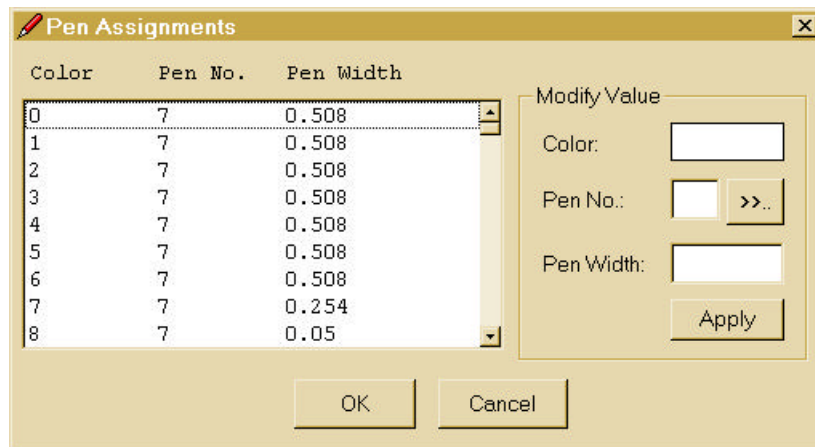 Pen Assignments
Color Pen No. Pen Width
0 7 0.508
1 7 0.508
2 7 0.508
3 7 0.508
4 7 0.508
5 7 0.508
6 7 0.508
7 7 0.254
8 7 0.05
Modify Value
Color:
Pen No.: >>..
Pen Width:
Apply
OK Cancel